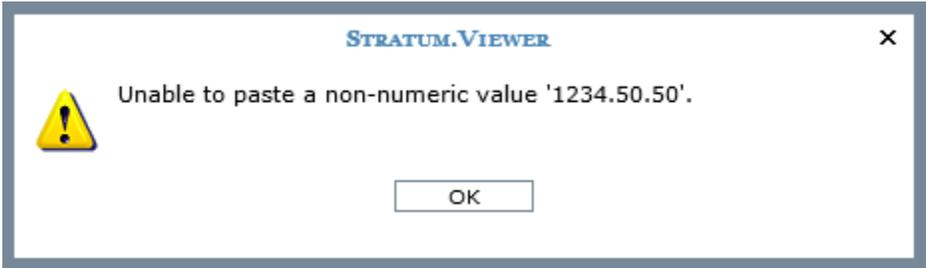 Stratum.Viewer
×
Unable to paste a non-numeric value '1234.50.50'.
OK